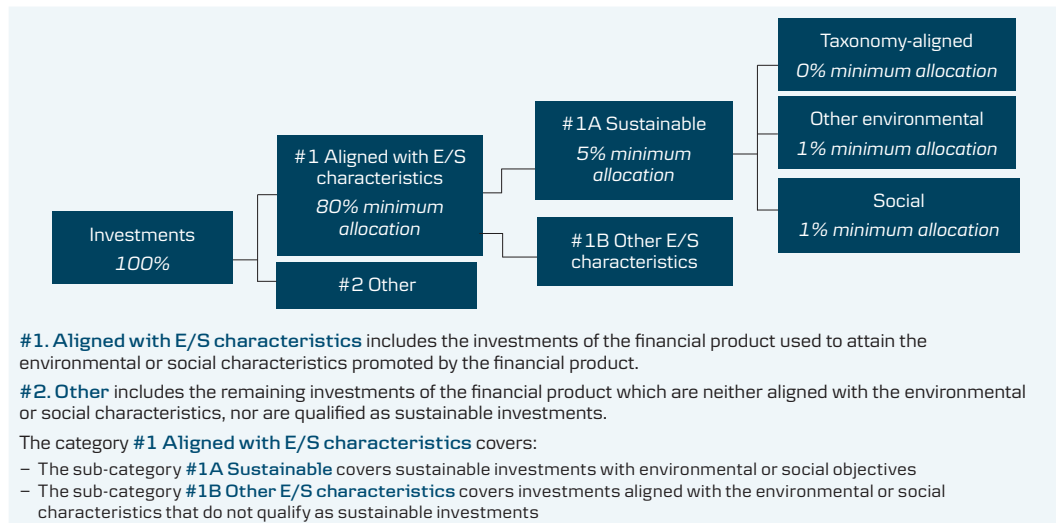 Taxonomy-aligned
0% minimum allocation
Other environmental
1% minimum allocation
Social
1% minimum allocation
#1A Sustainable
5% minimum
allocation
#1B Other E/S
characteristics
#1 Aligned with E/S
characteristics
80% minimum
allocation
#2 Other
Investments
100%
#1. Aligned with E/S characteristics includes the investments of the financial product used to attain the
environmental or social characteristics promoted by the financial product.
#2. Other includes the remaining investments of the financial product which are neither aligned with the environmental
or social characteristics, nor are qualified as sustainable investments.
The category #1 Aligned with E/S characteristics covers:
– The sub-category #1A Sustainable covers sustainable investments with environmental or social objectives
– The sub-category #1B Other E/S characteristics covers investments aligned with the environmental or social
characteristics that do not qualify as sustainable investments